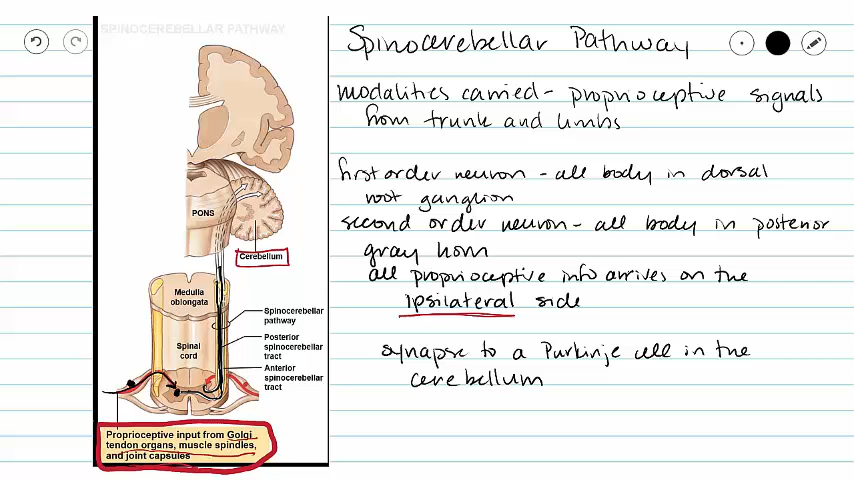 SPINOCEREBELLAR PATHWAY
Spinocerebellar Pathway
modalities carried - proprioceptive signals
from trunk and limbs
first order neuron - cell body in dorsal
root ganglion
second order neuron - cell body in posterior
gray horn
all proprioceptive info arrives on the
ipsilateral side
synapse to a Purkinje cell in the
cerebellum
PONS
Cerebellum
Medulla
oblongata
Spinal
cord
Spinocerebellar
pathway
Posterior
spinocerebellar
tract
Anterior
spinocerebellar
tract
Proprioceptive input from Golgi
tendon organs, muscle spindles,
and joint capsules